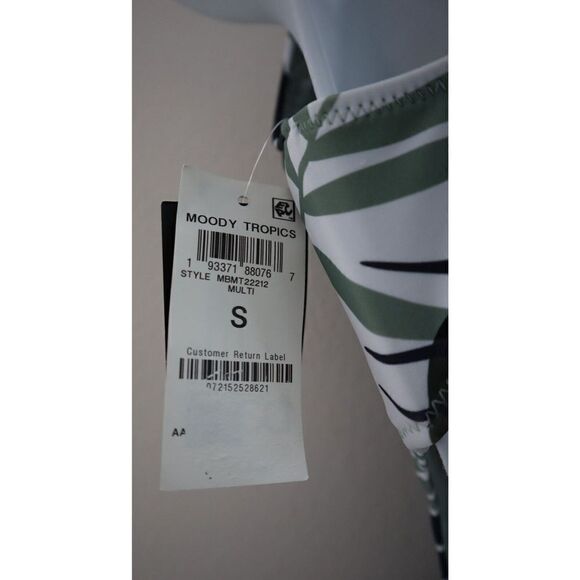 MOODY TROPICS
1 93371 88076 7
STYLE MBMT22212
MULTI
S
Customer Return Label
072152528621
AA